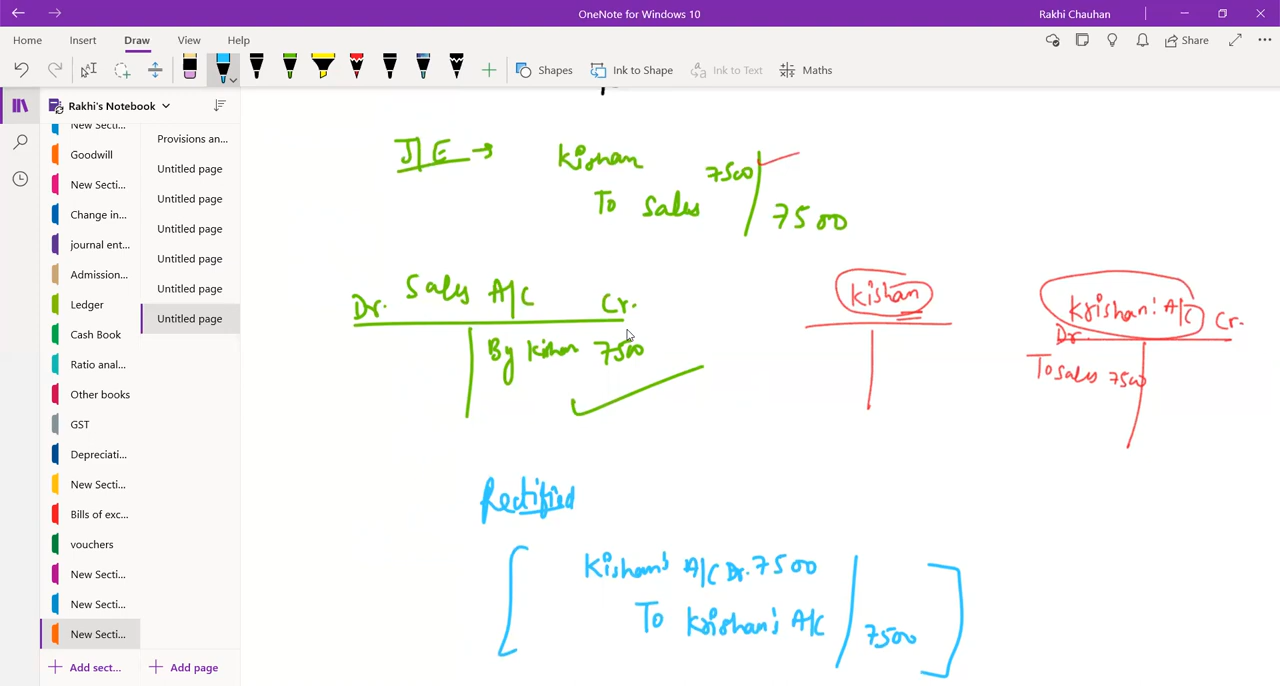 OneNote for Windows 10
Rakhi Chauhan
Home Insert Draw View Help
Share
Shapes
Ink to Shape
Ink to Text
Maths
Rakhi's Notebook
New Secti...
Goodwill
New Secti...
Change in...
journal ent...
Admission...
Ledger
Cash Book
Ratio anal...
Other books
GST
Depreciati...
New Secti...
Bills of exc...
vouchers
New Secti...
New Secti...
New Secti...
Add sect...
Provisions an...
Untitled page
Untitled page
Untitled page
Untitled page
Untitled page
Untitled page
Add page
J/E → Kishan 7500
To Sales 7500
Dr. Sales A/C Cr.
By Kishan 7500
Kishan
Krishan's A/C
Dr. Cr.
To Sales 7500
Rectified
Kishan's A/C Dr. 7500
To Krishan's A/C 7500